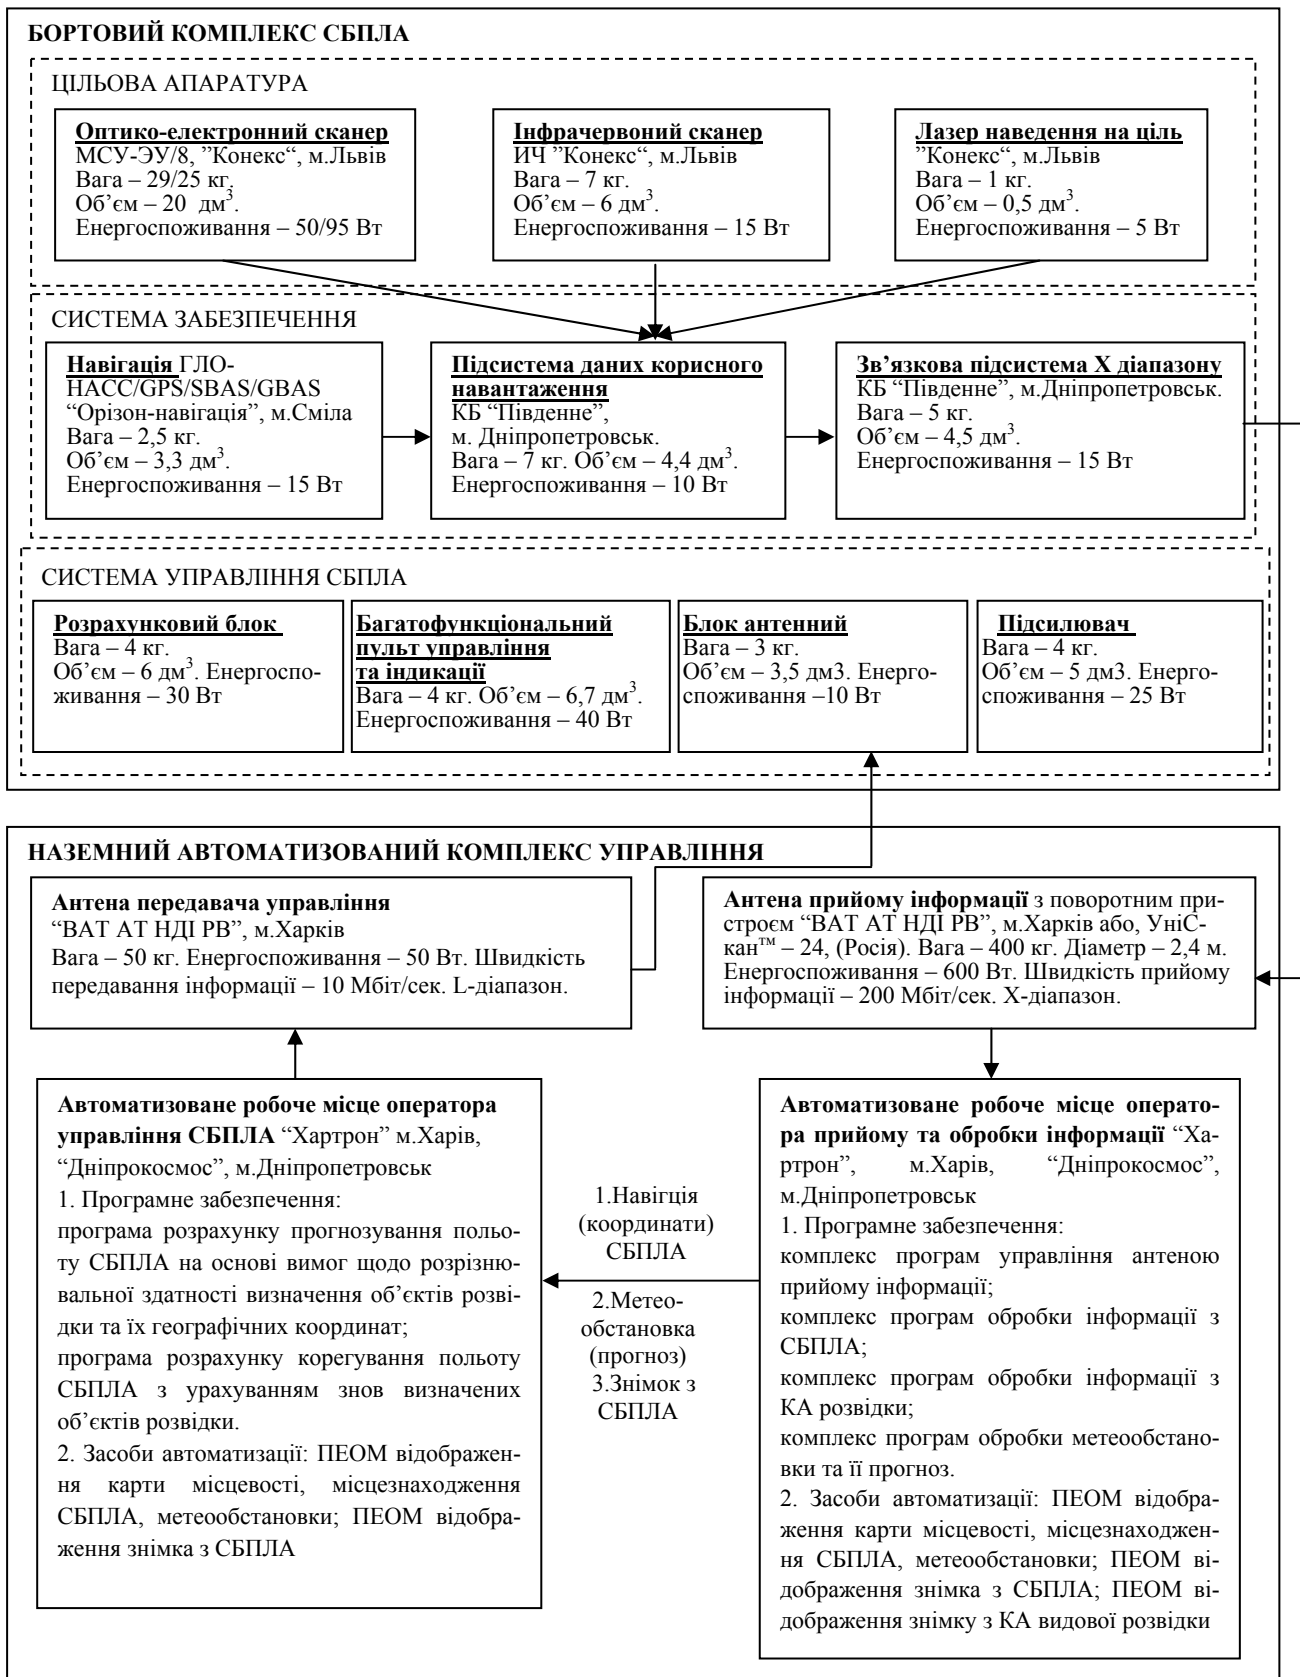 БОРТОВИЙ КОМПЛЕКС СБПЛА
ЦІЛЬОВА АПАРАТУРА
Оптико-електронний сканер
МСУ-ЭУ/8, ”Конекс“, м.Львів
Вага – 29/25 кг.
Об’єм – 20 дм³.
Енергоспоживання – 50/95 Вт
Інфрачервоний сканер
ИЧ ”Конекс“, м.Львів
Вага – 7 кг.
Об’єм – 6 дм³.
Енергоспоживання – 15 Вт
Лазер наведення на ціль
”Конекс“, м.Львів
Вага – 1 кг.
Об’єм – 0,5 дм³.
Енергоспоживання – 5 Вт
СИСТЕМА ЗАБЕЗПЕЧЕННЯ
Навігація ГЛО-
НАСС/GPS/SBAS/GBAS
“Орізон-навігація”, м.Сміла
Вага – 2,5 кг.
Об’єм – 3,3 дм³.
Енергоспоживання – 15 Вт
Підсистема даних корисного
навантаження
КБ “Південне”,
м. Дніпропетровськ.
Вага – 7 кг. Об’єм – 4,4 дм³.
Енергоспоживання – 10 Вт
Зв’язкова підсистема Х діапазону
КБ “Південне”, м.Дніпропетровськ.
Вага – 5 кг.
Об’єм – 4,5 дм³.
Енергоспоживання – 15 Вт
СИСТЕМА УПРАВЛІННЯ СБПЛА
Розрахунковий блок
Вага – 4 кг.
Об’єм – 6 дм³. Енергоспо-
живання – 30 Вт
Багатофункціональний
пульт управління
та індикації
Вага – 4 кг. Об’єм – 6,7 дм³.
Енергоспоживання – 40 Вт
Блок антенний
Вага – 3 кг.
Об’єм – 3,5 дм3. Енерго-
споживання –10 Вт
Підсилювач
Вага – 4 кг.
Об’єм – 5 дм3. Енерго-
споживання – 25 Вт
НАЗЕМНИЙ АВТОМАТИЗОВАНИЙ КОМПЛЕКС УПРАВЛІННЯ
Антена передавача управління
“ВАТ АТ НДІ РВ”, м.Харків
Вага – 50 кг. Енергоспоживання – 50 Вт. Швидкість
передавання інформації – 10 Мбіт/сек. L-діапазон.
Антена прийому інформації з поворотним при-
строєм “ВАТ АТ НДІ РВ”, м.Харків або, УніС-
кан™ – 24, (Росія). Вага – 400 кг. Діаметр – 2,4 м.
Енергоспоживання – 600 Вт. Швидкість прийому
інформації – 200 Мбіт/сек. Х-діапазон.
Автоматизоване робоче місце оператора
управління СБПЛА “Хартрон” м.Харів,
“Дніпрокосмос”, м.Дніпропетровськ
1. Програмне забезпечення:
програма розрахунку прогнозування польо-
ту СБПЛА на основі вимог щодо розрізню-
вальної здатності визначення об’єктів розві-
дки та їх географічних координат;
програма розрахунку корегування польоту
СБПЛА з урахуванням знов визначених
об’єктів розвідки.
2. Засоби автоматизації: ПЕОМ відображен-
ня карти місцевості, місцезнаходження
СБПЛА, метеообстановки; ПЕОМ відобра-
ження знімка з СБПЛА
1.Навігція
(координати)
СБПЛА
2.Метео-
обстановка
(прогноз)
3.Знімок з
СБПЛА
Автоматизоване робоче місце операто-
ра прийому та обробки інформації “Ха-
ртрон”, м.Харів, “Дніпрокосмос”,
м.Дніпропетровськ
1. Програмне забезпечення:
комплекс програм управління антеною
прийому інформації;
комплекс програм обробки інформації з
СБПЛА;
комплекс програм обробки інформації з
КА розвідки;
комплекс програм обробки метеообстано-
вки та її прогноз.
2. Засоби автоматизації: ПЕОМ відобра-
ження карти місцевості, місцезнаходжен-
ня СБПЛА, метеообстановки; ПЕОМ ві-
дображення знімка з СБПЛА; ПЕОМ ві-
дображення знімку з КА видової розвідки